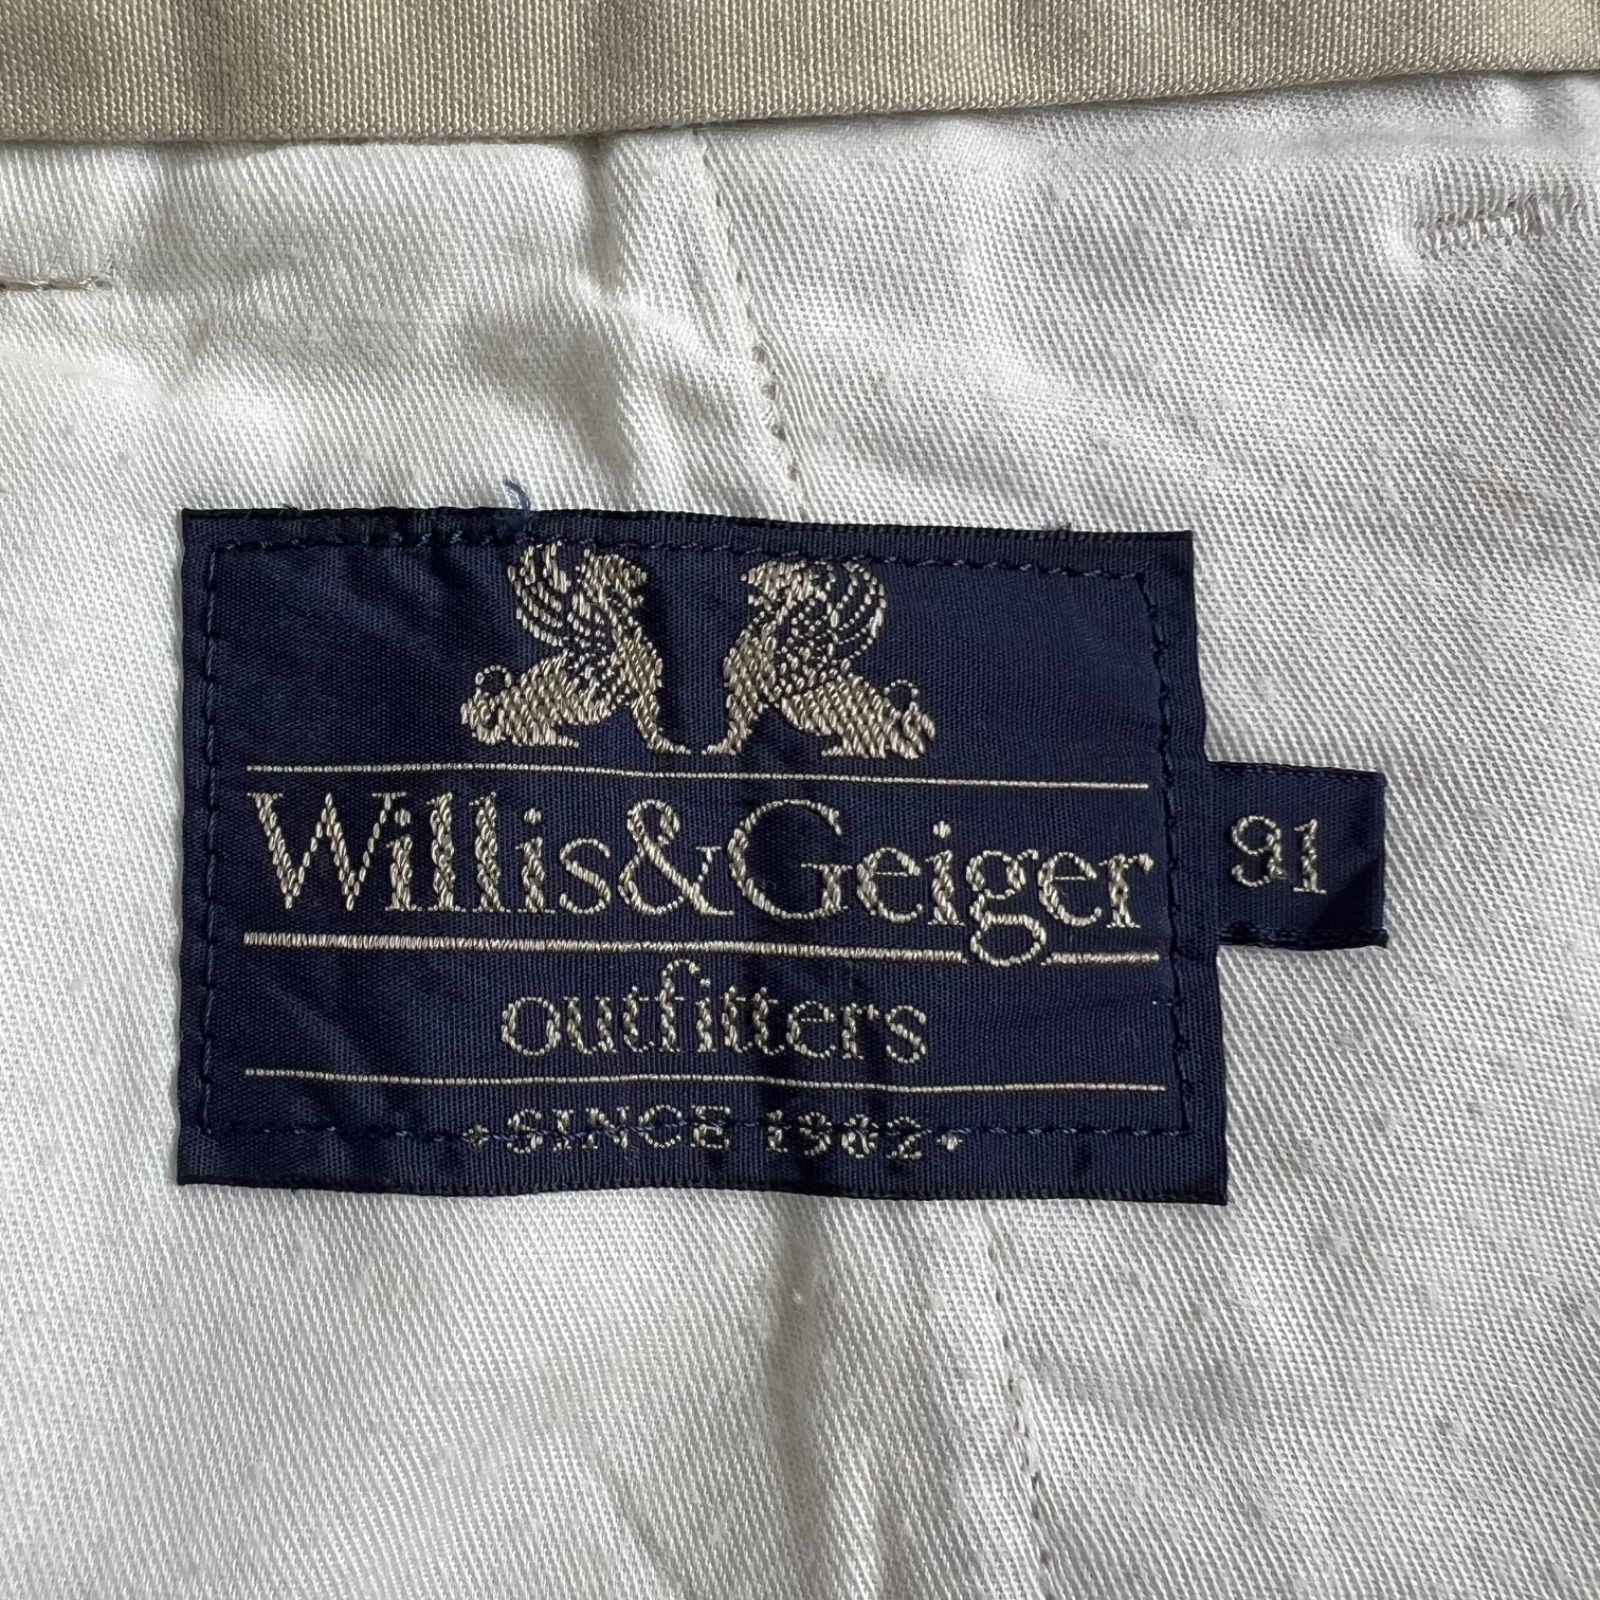 Willis&Geiger
outfitters
•SINCE 1902•
91